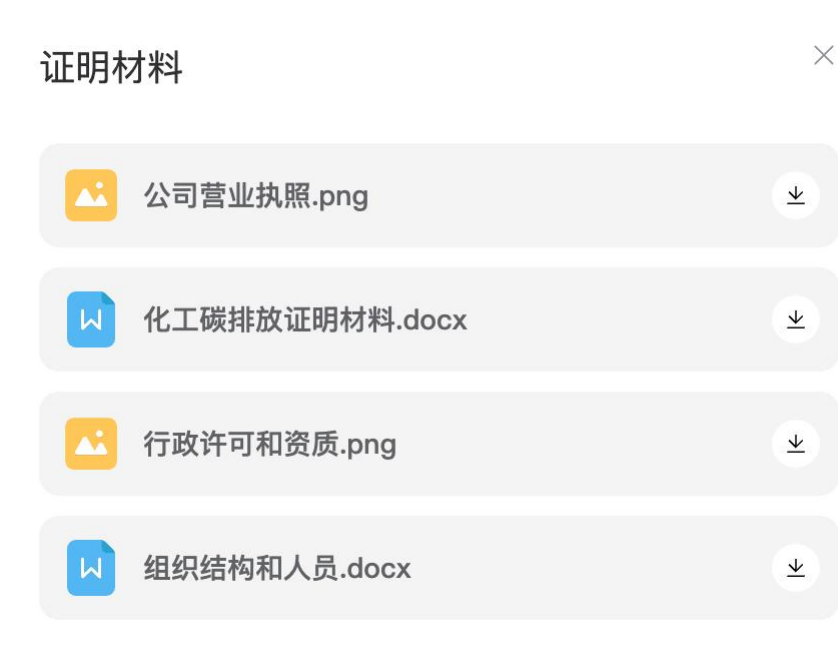 证明材料
公司营业执照.png
化工碳排放证明材料.docx
行政许可和资质.png
组织结构和人员.docx